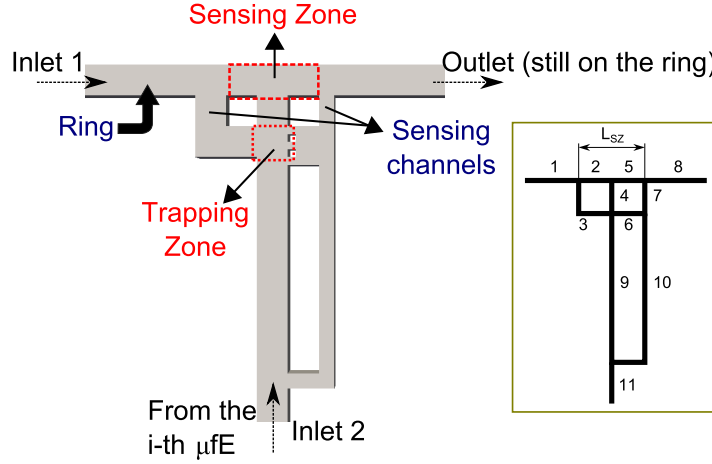 Sensing Zone
Inlet 1
Outlet (still on the ring)
Ring
Sensing
channels
Trapping
Zone
From the
i-th μfE
Inlet 2
L_SZ
1 2 5 8
4 7
3 6
9 10
11